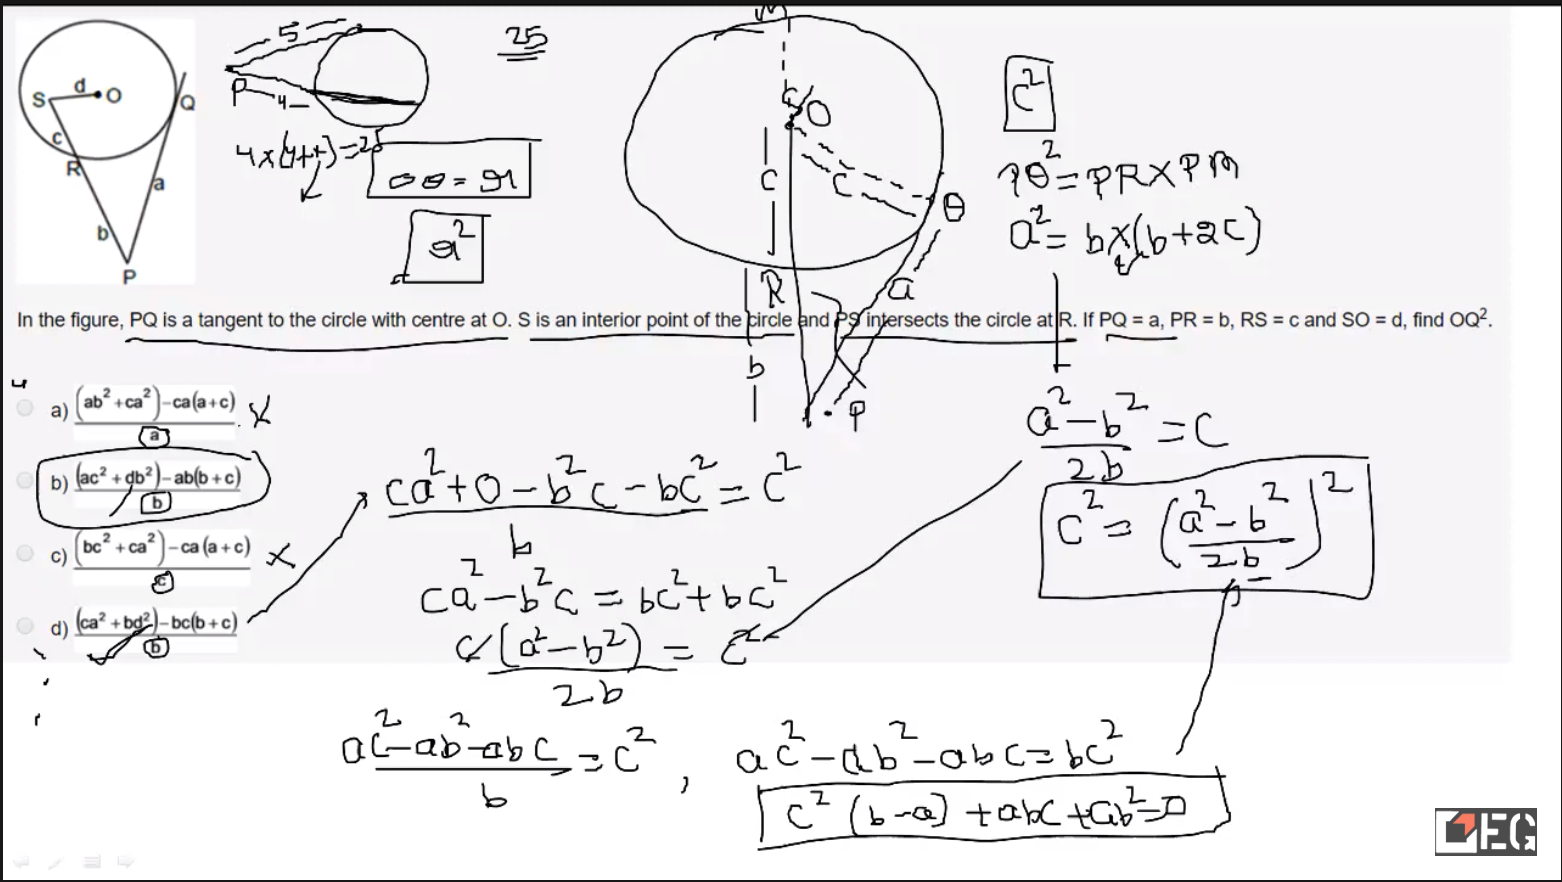 5
25
m
d
O
S
Q
P
4
c
O
c²
R
c
c
θ
a
4×(4+r)=25
oθ = r
r²
b
P
Pθ² = PR×PM
a² = b×(b+2c)
R
a
In the figure, PQ is a tangent to the circle with centre at O. S is an interior point of the circle and PS intersects the circle at R. If PQ = a, PR = b, RS = c and SO = d, find OQ².
b
P
a) (ab² +ca²)−ca(a+c)
a
b) (ac² +db²)−ab(b+c)
b
c) (bc² +ca²)−ca (a+c)
c
d) (ca² +bd²)−bc(b+c)
b
a²−b² = c
2b
c² = (a²−b²)²
2b
ca²+0−b²c−bc² = c²
b
ca²−b²c = bc²+bc²
c(a²−b²) = c²
2b
ac²−ab²−abc = c²,
b
ac²−ab²−abc=bc²
c²(b−a)+abc+ab²=0
EG